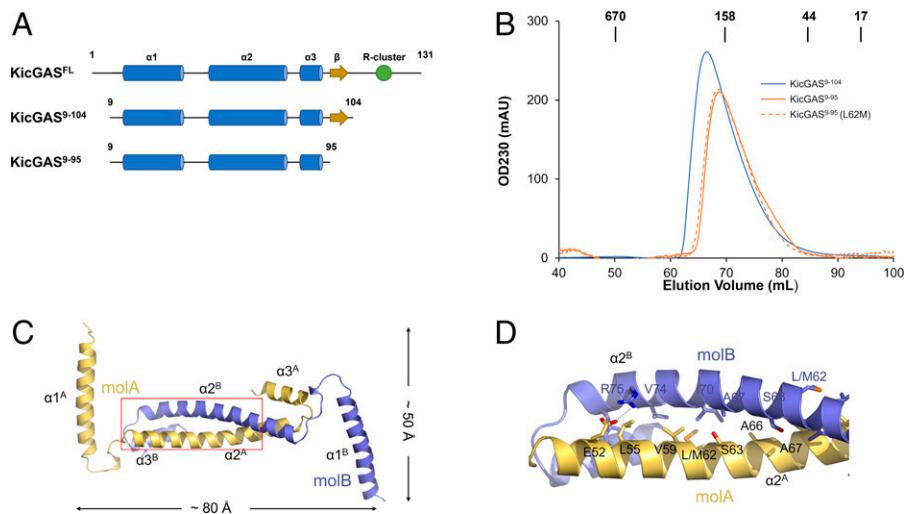 A
1
α1
α2
α3
β
R-cluster
131
KicGAS^FL
9
104
KicGAS^9-104
9
95
KicGAS^9-95
B
670
158
44
17
300
200
100
0
OD230 (mAU)
KicGAS^9-104
KicGAS^9-95
KicGAS^9-95 (L62M)
40
50
60
70
80
90
100
Elution Volume (mL)
C
α1^A
molA
α2^B
α3^A
α3^B
α2^A
α1^B
molB
~ 50 Å
~ 80 Å
D
α2^B
molB
R75
V74
I70
A67
S63
L/M62
E52
L55
V59
L/M62
S63
A66
A67
α2^A
molA